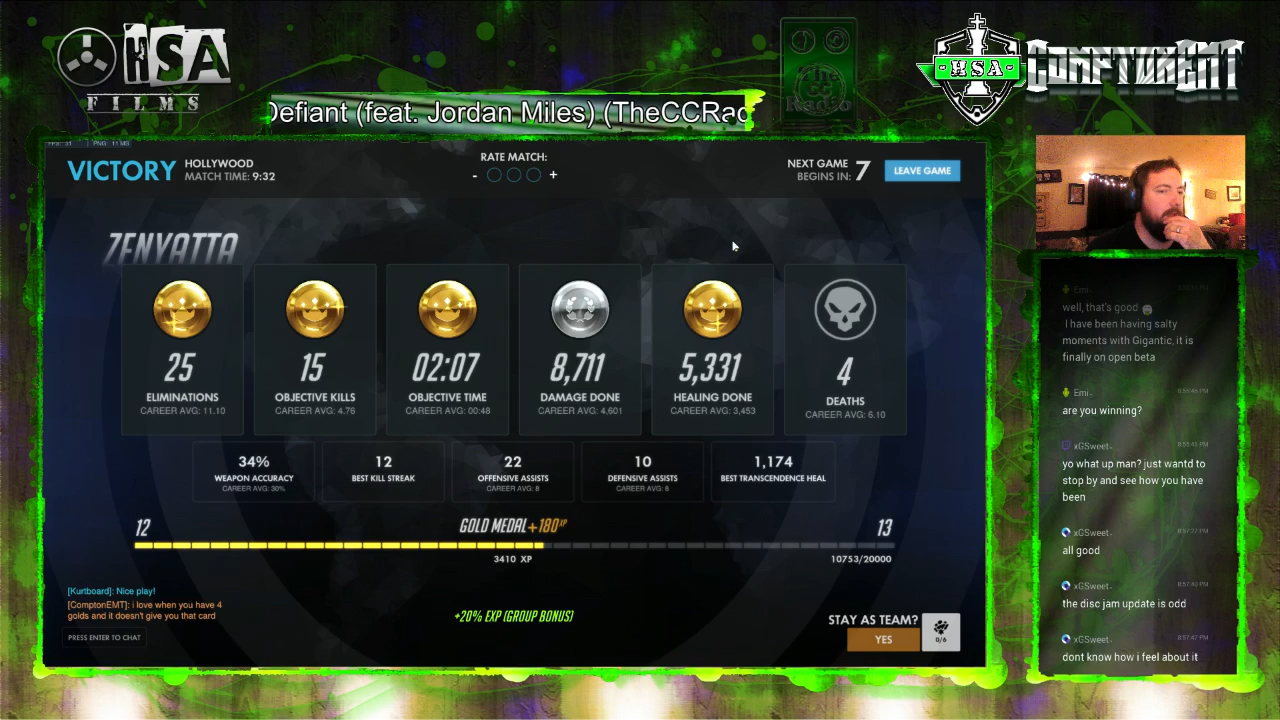 HSA
FILMS
Defiant (feat. Jordan Miles) (TheCCRad
The
CC
Radio
HSA
COMPTONEMT
VICTORY
HOLLYWOOD
MATCH TIME: 9:32
RATE MATCH:
- +
NEXT GAME
BEGINS IN: 7
LEAVE GAME
ZENYATTA
25
ELIMINATIONS
CAREER AVG: 11.10
15
OBJECTIVE KILLS
CAREER AVG: 4.76
02:07
OBJECTIVE TIME
CAREER AVG: 00:48
8,711
DAMAGE DONE
CAREER AVG: 4,601
5,331
HEALING DONE
CAREER AVG: 3,453
4
DEATHS
CAREER AVG: 6.10
34%
WEAPON ACCURACY
CAREER AVG: 30%
12
BEST KILL STREAK
22
OFFENSIVE ASSISTS
CAREER AVG: 8
10
DEFENSIVE ASSISTS
CAREER AVG: 8
1,174
BEST TRANSCENDENCE HEAL
12
GOLD MEDAL +180 XP
13
3410 XP
10753/20000
[Kurtboard]: Nice play!
[ComptonEMT]: i love when you have 4
golds and it doesn't give you that card
PRESS ENTER TO CHAT
+20% EXP (GROUP BONUS)
STAY AS TEAM?
YES
0/6
Emi
well, that's good
I have been having salty
moments with Gigantic, it is
finally on open beta
Emi
are you winning?
xGSweet
yo what up man? just wantd to
stop by and see how you have
been
xGSweet
all good
xGSweet
the disc jam update is odd
xGSweet
dont know how i feel about it